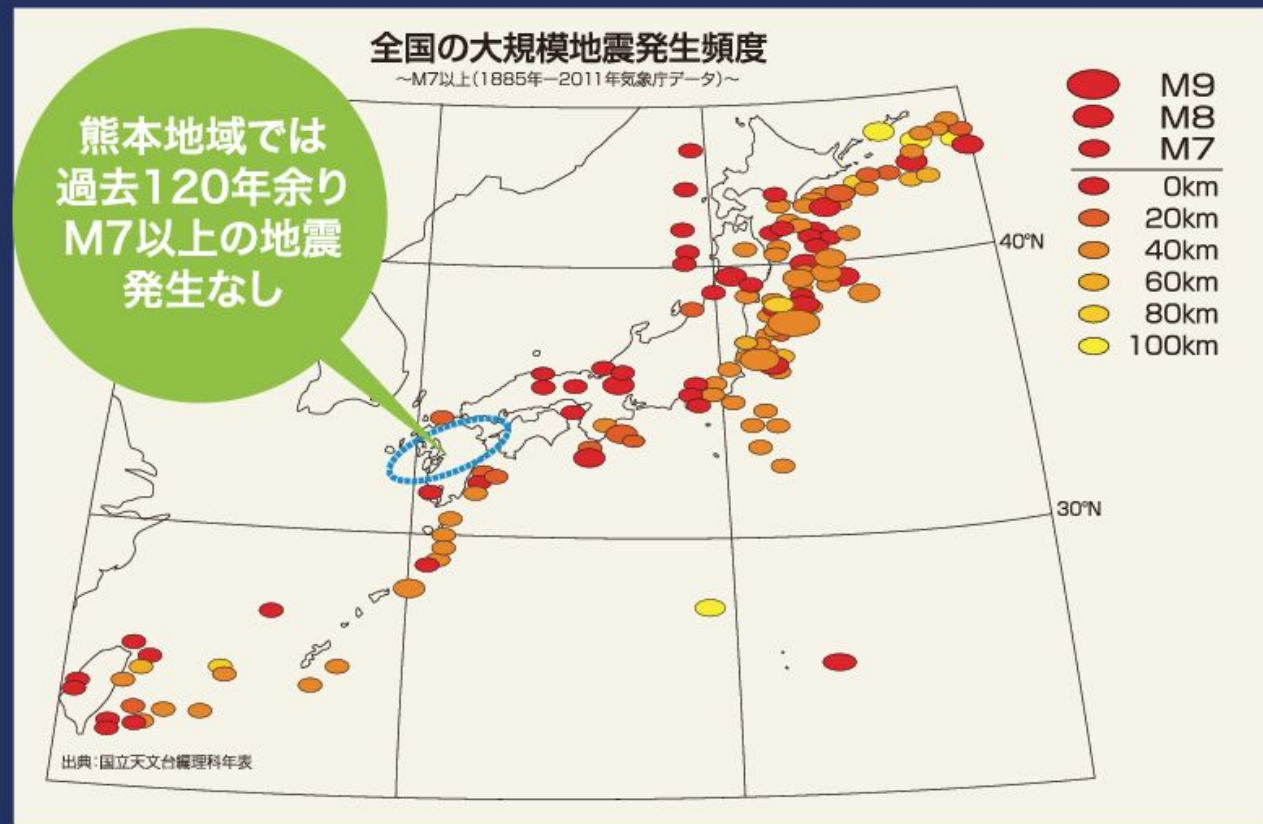 全国の大規模地震発生頻度
～M7以上(1885年ー2011年気象庁データ)～
熊本地域では
過去120年余り
M7以上の地震
発生なし
M9
M8
M7
0km
20km
40km
60km
80km
100km
40°N
30°N
出典:国立天文台編理科年表